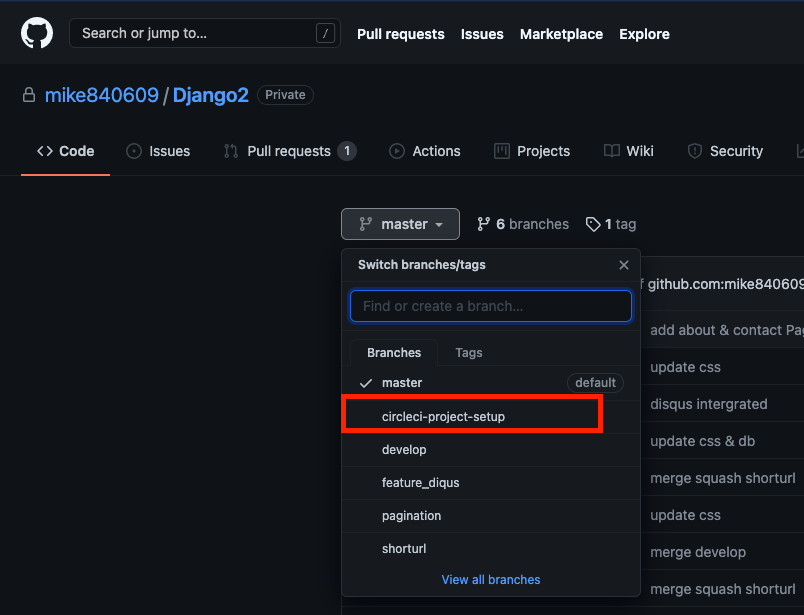 Search or jump to... /
Pull requests Issues Marketplace Explore
mike840609 / Django2 Private
Code Issues Pull requests 1 Actions Projects Wiki Security
master 6 branches 1 tag
Switch branches/tags
github.com:mike840609
Find or create a branch...
add about & contact Pag
Branches Tags
update css
master default
disqus intergrated
circleci-project-setup
update css & db
develop
merge squash shorturl
feature_diqus
update css
pagination
merge develop
shorturl
View all branches
merge squash shorturl